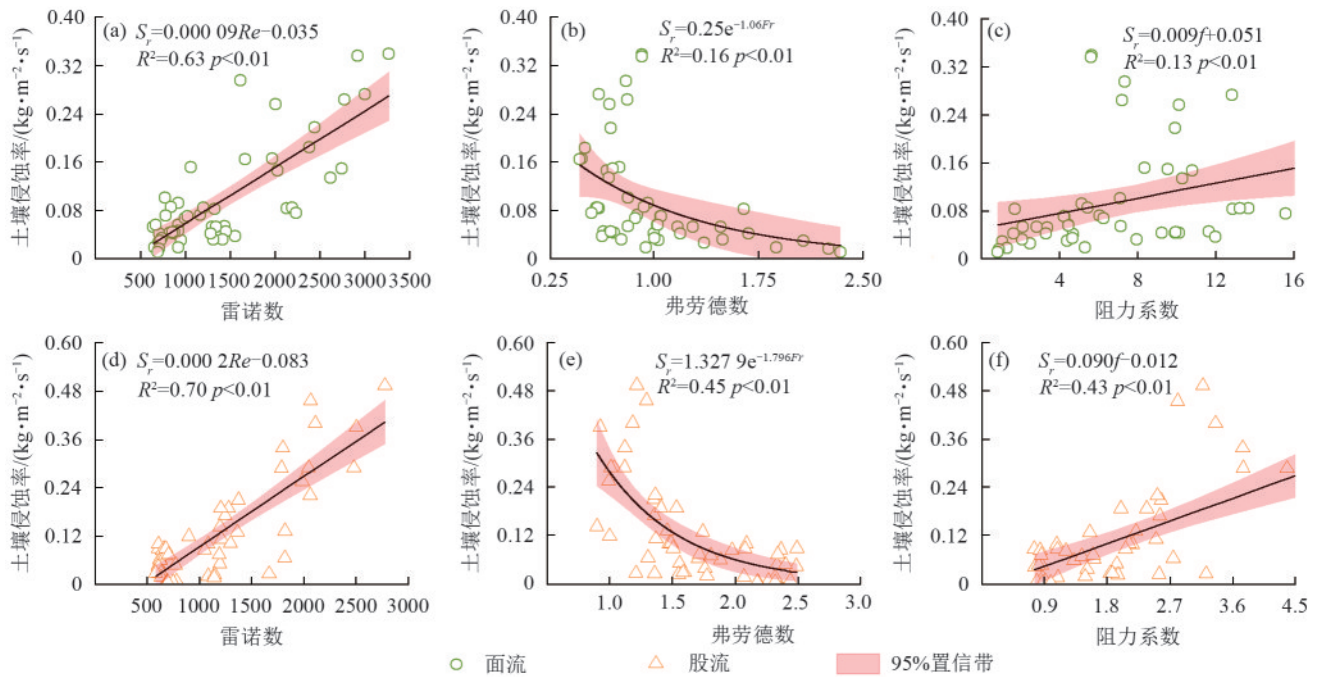 (a) Sr=0.000 09Re−0.035
R²=0.63 p<0.01
土壤侵蚀率/(kg•m⁻²•s⁻¹)
0.40
0.32
0.24
0.16
0.08
0
500 1000 1500 2000 2500 3000 3500
雷诺数
(b) Sr=0.25e^−1.06Fr
R²=0.16 p<0.01
土壤侵蚀率/(kg•m⁻²•s⁻¹)
0.40
0.32
0.24
0.16
0.08
0
0.25 1.00 1.75 2.50
弗劳德数
(c) Sr=0.009f+0.051
R²=0.13 p<0.01
土壤侵蚀率/(kg•m⁻²•s⁻¹)
0.40
0.32
0.24
0.16
0.08
0
4 8 12 16
阻力系数
(d) Sr=0.000 2Re−0.083
R²=0.70 p<0.01
土壤侵蚀率/(kg•m⁻²•s⁻¹)
0.60
0.48
0.36
0.24
0.12
0
500 1000 1500 2000 2500 3000
雷诺数
(e) Sr=1.327 9e^−1.796Fr
R²=0.45 p<0.01
土壤侵蚀率/(kg•m⁻²•s⁻¹)
0.60
0.48
0.36
0.24
0.12
0
1.0 1.5 2.0 2.5 3.0
弗劳德数
(f) Sr=0.090f−0.012
R²=0.43 p<0.01
土壤侵蚀率/(kg•m⁻²•s⁻¹)
0.60
0.48
0.36
0.24
0.12
0
0.9 1.8 2.7 3.6 4.5
阻力系数
面流 股流 95%置信带